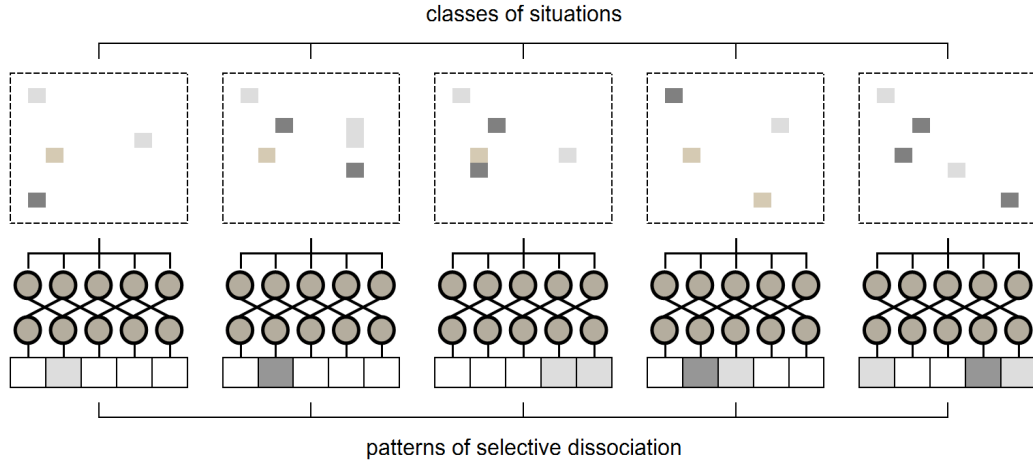 classes of situations
patterns of selective dissociation